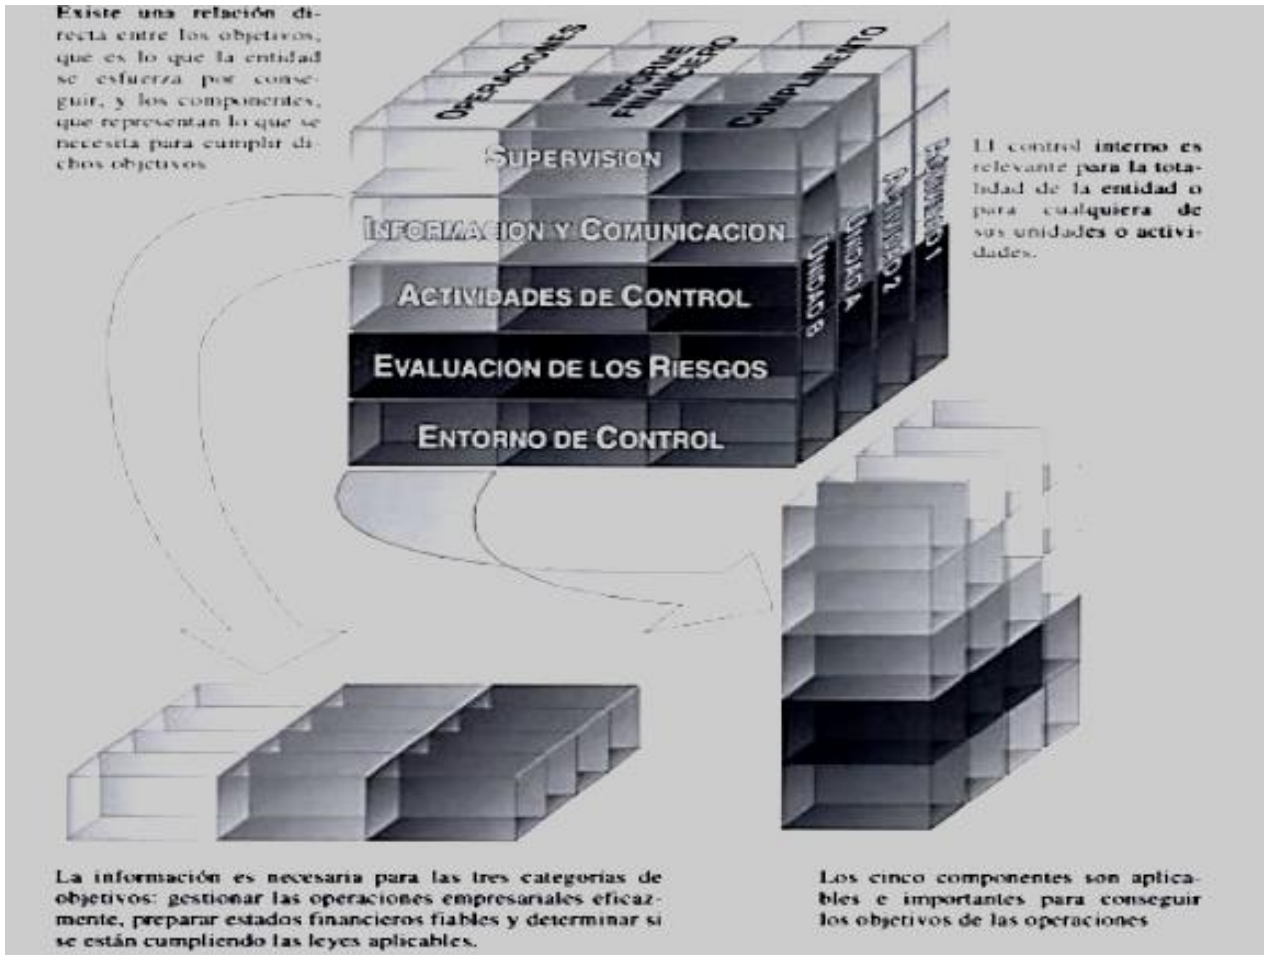 Existe una relación di-
recta entre los objetivos,
que es lo que la entidad
se esfuerza por conse-
guir, y los componentes,
que representan lo que se
necesita para cumplir di-
chos objetivos
OPERACIONES
INFORME
FINANCIERO
CUMPLIMIENTO
SUPERVISION
INFORMACION Y COMUNICACION
ACTIVIDADES DE CONTROL
EVALUACION DE LOS RIESGOS
ENTORNO DE CONTROL
UNIDAD B
UNIDAD A
ACTIVIDAD 2
ACTIVIDAD 1
El control interno es
relevante para la tota-
lidad de la entidad o
para cualquiera de
sus unidades o activi-
dades.
La información es necesaria para las tres categorías de
objetivos: gestionar las operaciones empresariales eficaz-
mente, preparar estados financieros fiables y determinar si
se están cumpliendo las leyes aplicables.
Los cinco componentes son aplica-
bles e importantes para conseguir
los objetivos de las operaciones